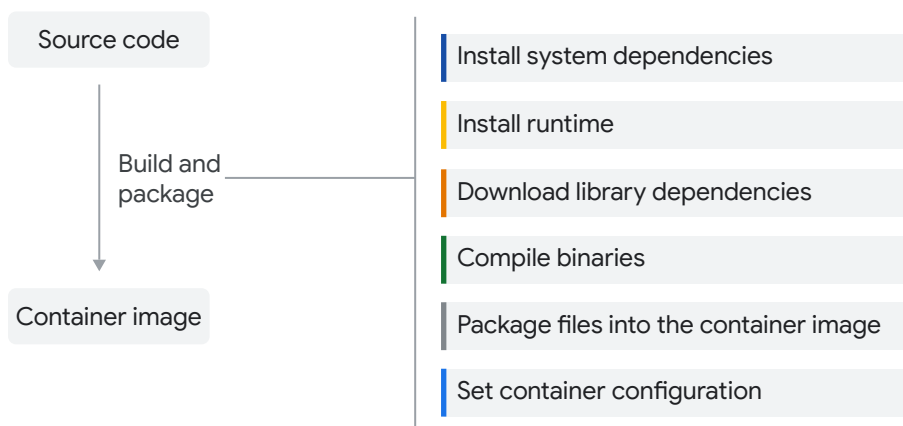 Source code
Build and
package
Container image
Install system dependencies
Install runtime
Download library dependencies
Compile binaries
Package files into the container image
Set container configuration